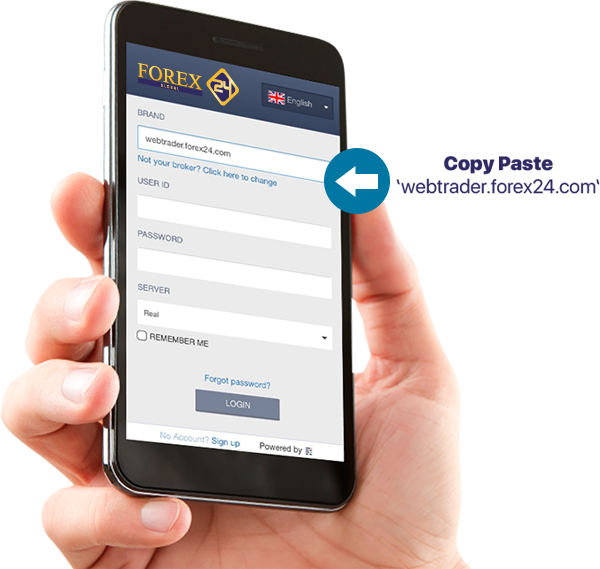 FOREX
GLOBAL
24
English
BRAND
webtrader.forex24.com
Not your broker? Click here to change
USER ID
PASSWORD
SERVER
Real
REMEMBER ME
Forgot password?
LOGIN
No Account? Sign up
Powered by
Copy Paste
'webtrader.forex24.com'